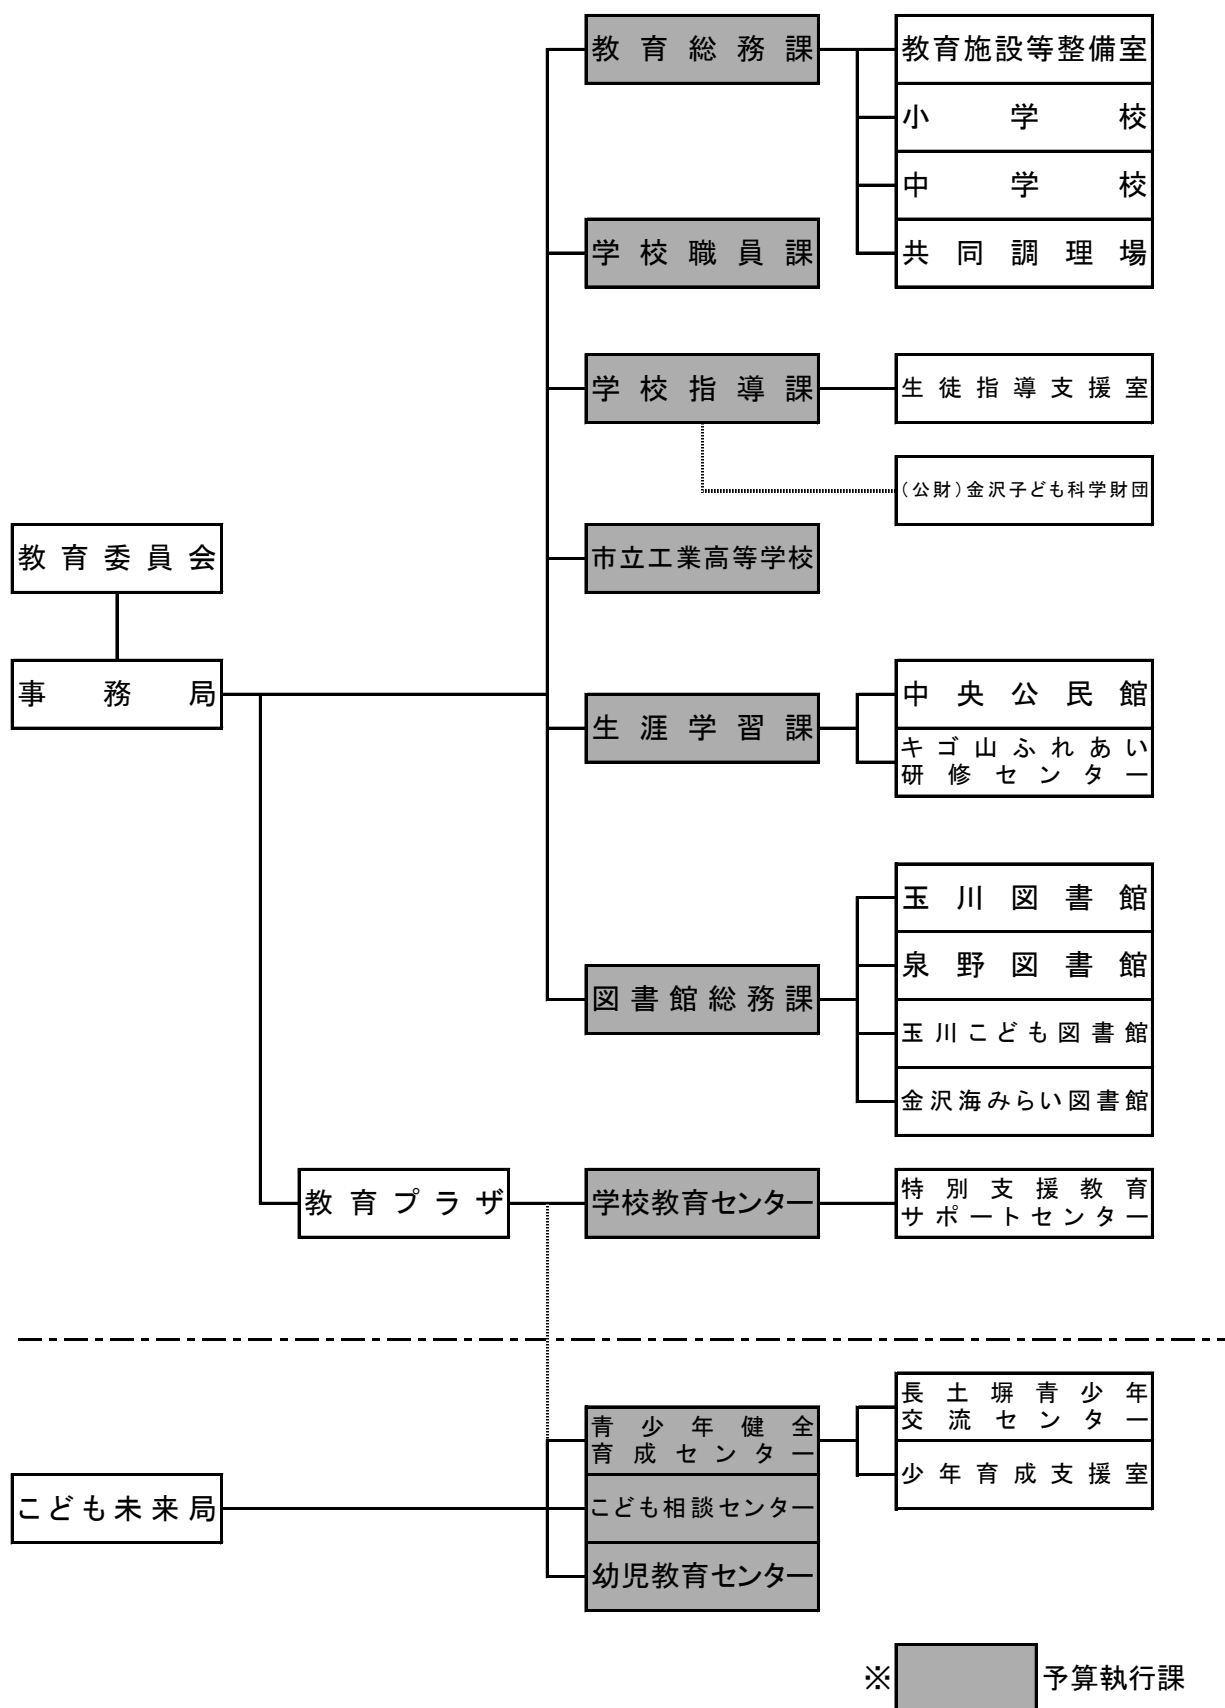 教育総務課
教育施設等整備室
小学校
中学校
学校職員課
共同調理場
学校指導課
生徒指導支援室
(公財)金沢子ども科学財団
教育委員会
市立工業高等学校
事務局
生涯学習課
中央公民館
キゴ山ふれあい
研修センター
玉川図書館
泉野図書館
図書館総務課
玉川こども図書館
金沢海みらい図書館
教育プラザ
学校教育センター
特別支援教育
サポートセンター
長土塀青少年
交流センター
青少年健全
育成センター
少年育成支援室
こども未来局
こども相談センター
幼児教育センター
※
予算執行課